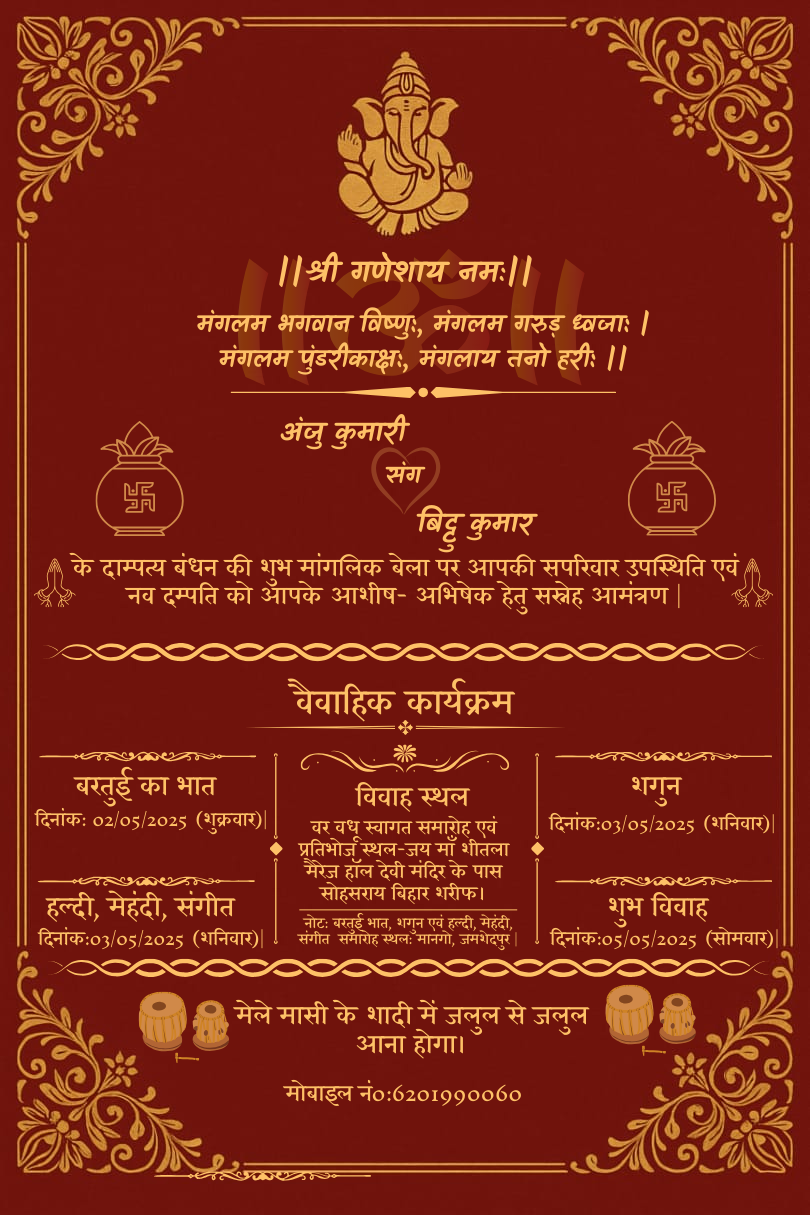 ||श्री गणेशाय नमः||
||ॐ||
मंगलम भगवान विष्णुः, मंगलम गरुड़ ध्वजाः |
मंगलम पुंडरीकाक्षः, मंगलाय तनो हरीः ||
अंजु कुमारी
संग
बिट्टु कुमार
के दाम्पत्य बंधन की शुभ मांगलिक बेला पर आपकी सपरिवार उपस्थिति एवं
नव दम्पति को आपके आशीष- अभिषेक हेतु सस्नेह आमंत्रण |
वैवाहिक कार्यक्रम
बरतुई का भात
दिनांकः 02/05/2025 (शुक्रवार)|
हल्दी, मेहंदी, संगीत
दिनांकः03/05/2025 (शनिवार)|
विवाह स्थल
वर वधू स्वागत समारोह एवं
प्रतिभोज स्थल-जय माँ शीतला
मैरेज हॉल देवी मंदिर के पास
सोहसराय बिहार शरीफ।
नोटः बरतुई भात, शगुन एवं हल्दी, मेहंदी,
संगीत समारोह स्थलः मानगो, जमशेदपुर |
शगुन
दिनांकः03/05/2025 (शनिवार)|
शुभ विवाह
दिनांकः05/05/2025 (सोमवार)|
मेले मासी के शादी में जलुल से जलुल
आना होगा।
मोबाइल नं0:6201990060